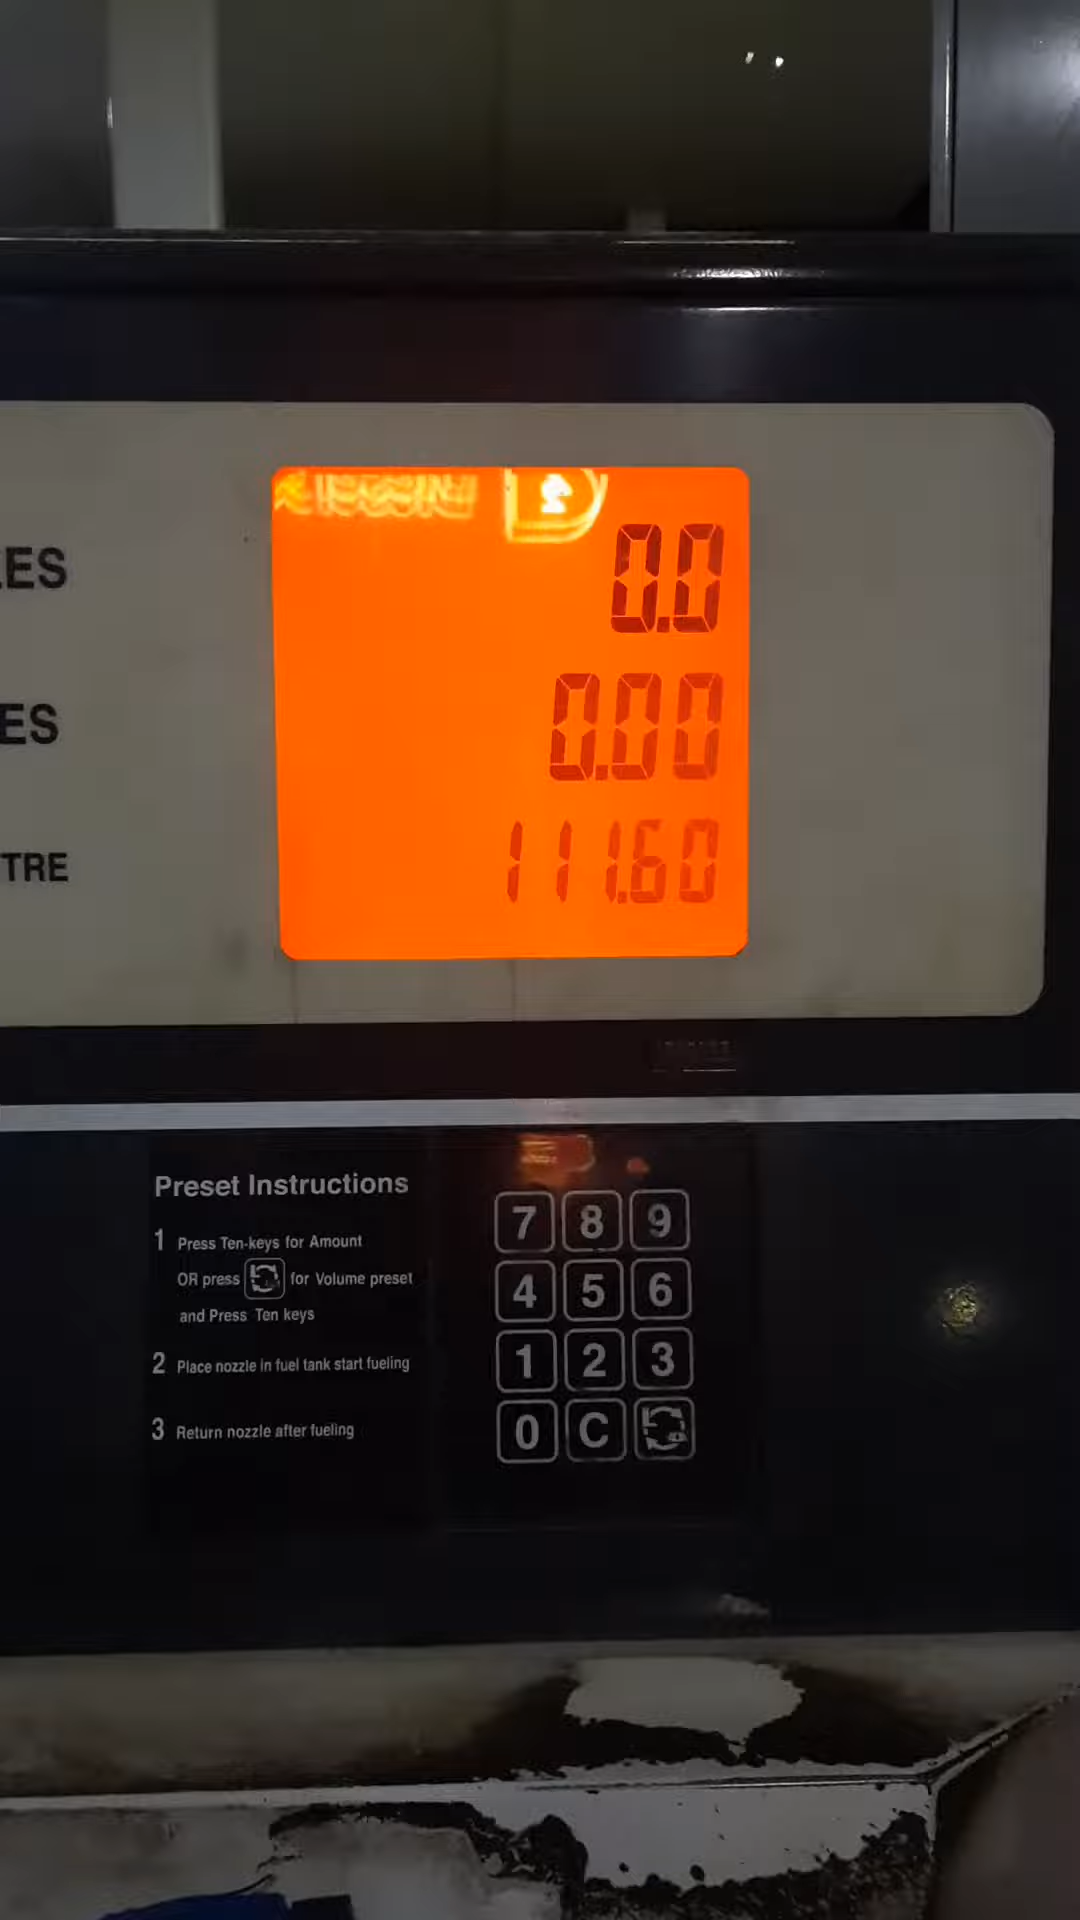 LES 0.0
ES 0.00
TRE 111.60
Preset Instructions
1 Press Ten-keys for Amount
OR press for Volume preset
and Press Ten keys
2 Place nozzle in fuel tank start fueling
3 Return nozzle after fueling
7 8 9
4 5 6
1 2 3
0 C